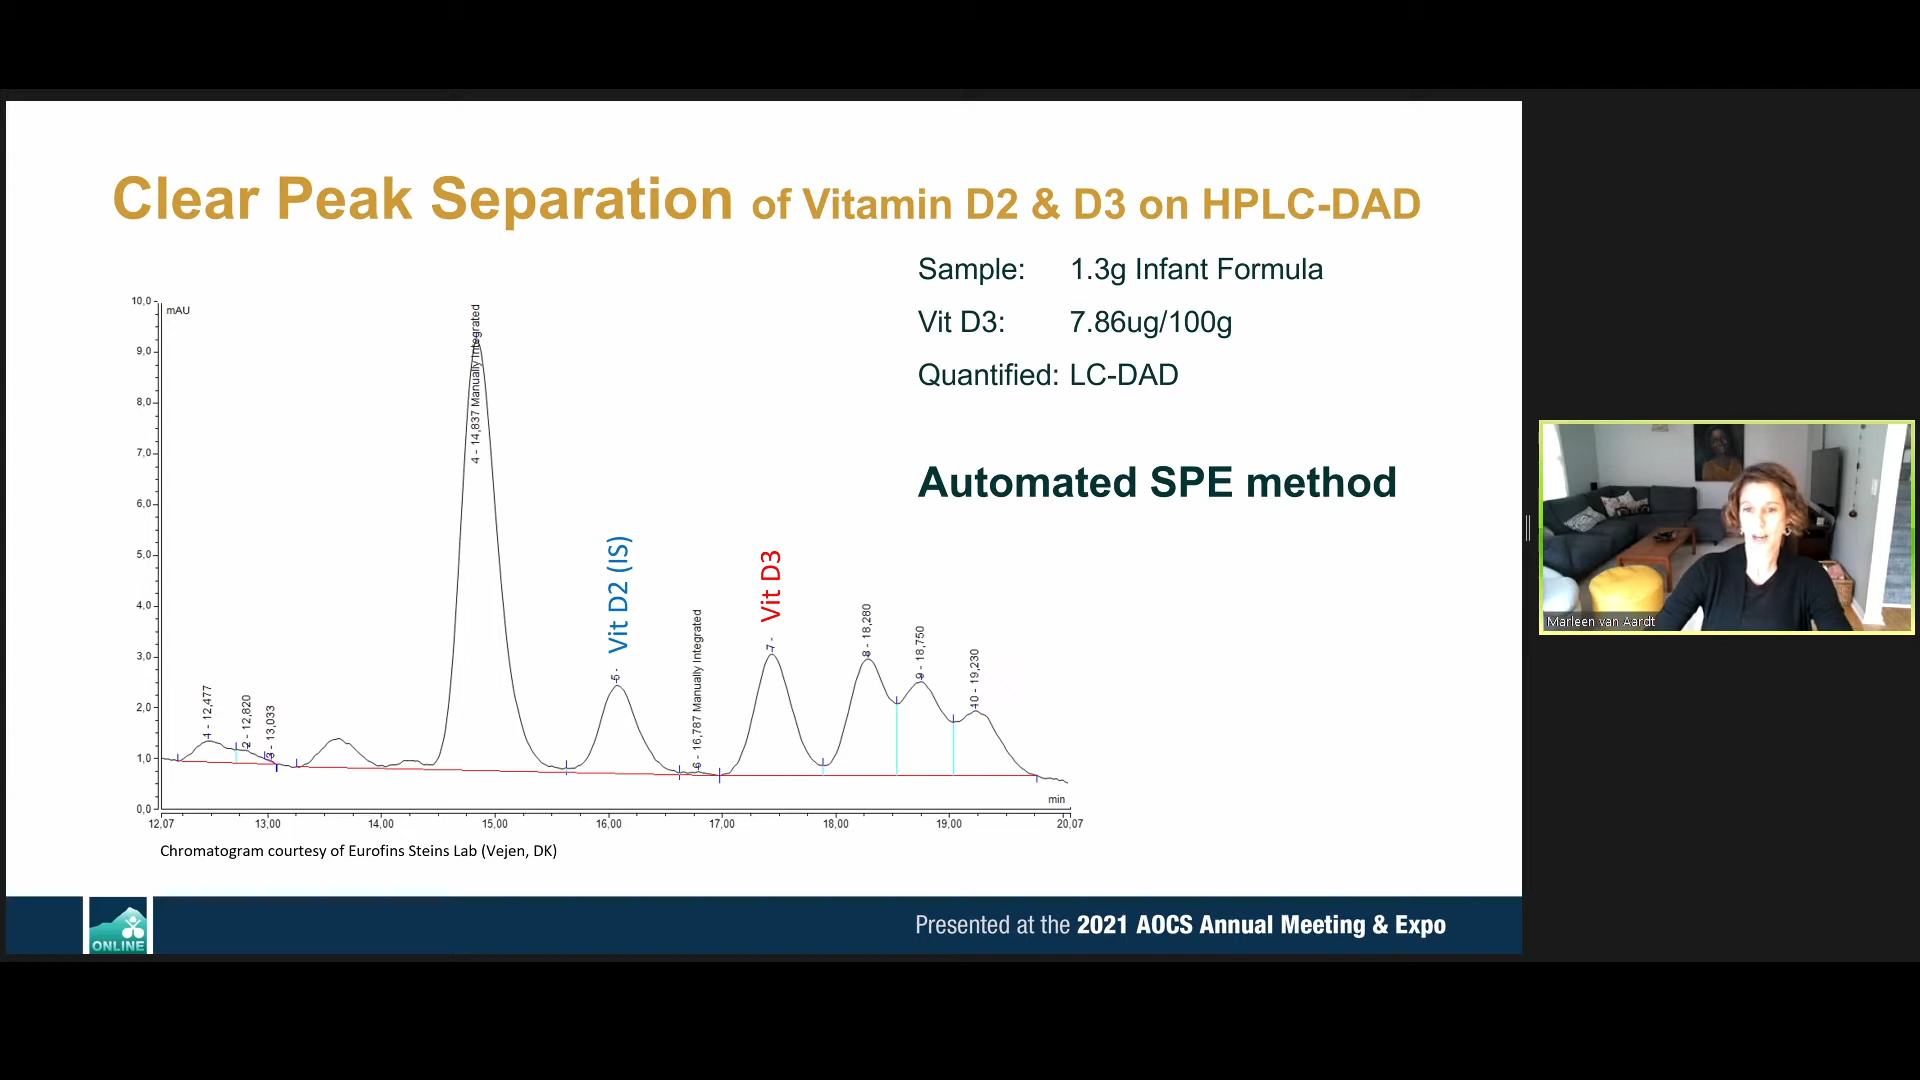 Clear Peak Separation of Vitamin D2 & D3 on HPLC-DAD
Sample: 1.3g Infant Formula
Vit D3: 7.86ug/100g
Quantified: LC-DAD
Automated SPE method
10,0
mAU
9,0
8,0
7,0
6,0
5,0
4,0
3,0
2,0
1,0
0,0
1 - 12,477
2 - 12,820
3 - 13,033
4 - 14,837 Manually Integrated
5 -
Vit D2 (IS)
6 - 16,787 Manually Integrated
7 -
Vit D3
8 - 18,280
9 - 18,750
10 - 19,230
min
12,07 13,00 14,00 15,00 16,00 17,00 18,00 19,00 20,07
Chromatogram courtesy of Eurofins Steins Lab (Vejen, DK)
ONLINE
Presented at the 2021 AOCS Annual Meeting & Expo
Marleen van Aardt